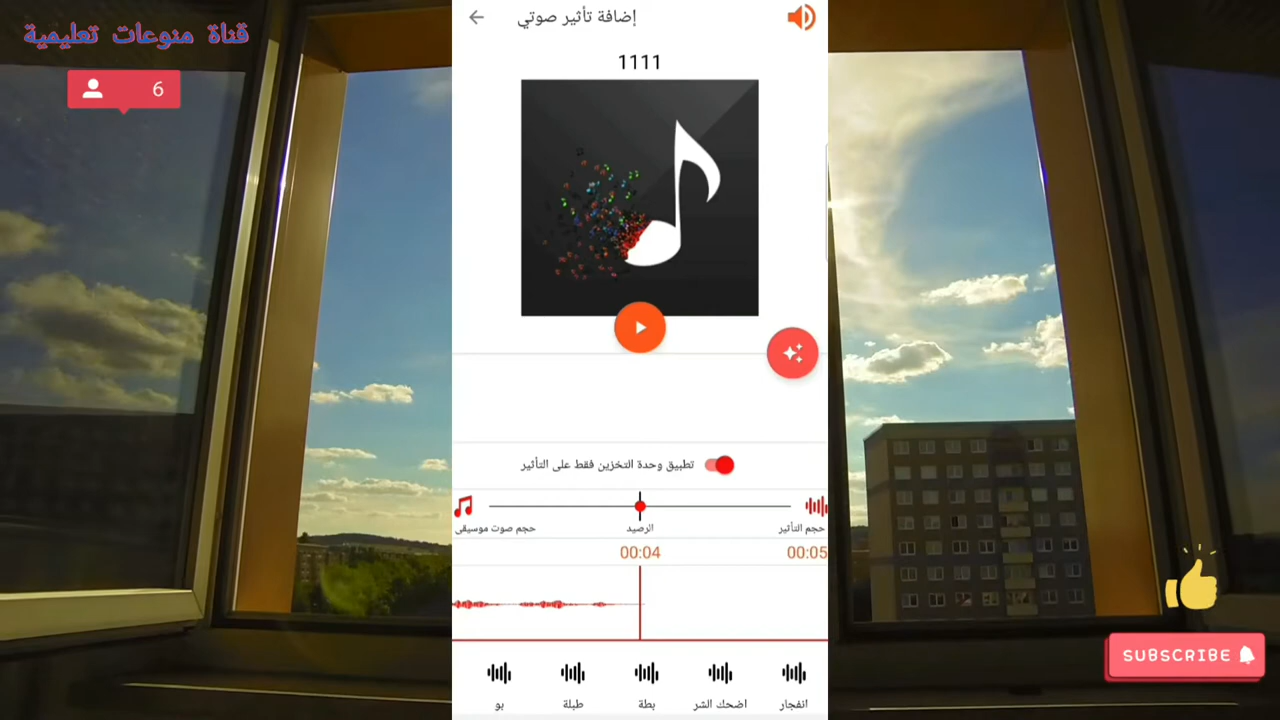 قناة منوعات تعليمية
6
إضافة تأثير صوتي
1111
تطبيق وحدة التخزين فقط على التأثير
حجم صوت موسيقى
الرصيد
حجم التأثير
00:04
00:05
بو
طبلة
بطة
اضحك الشر
انفجار
SUBSCRIBE